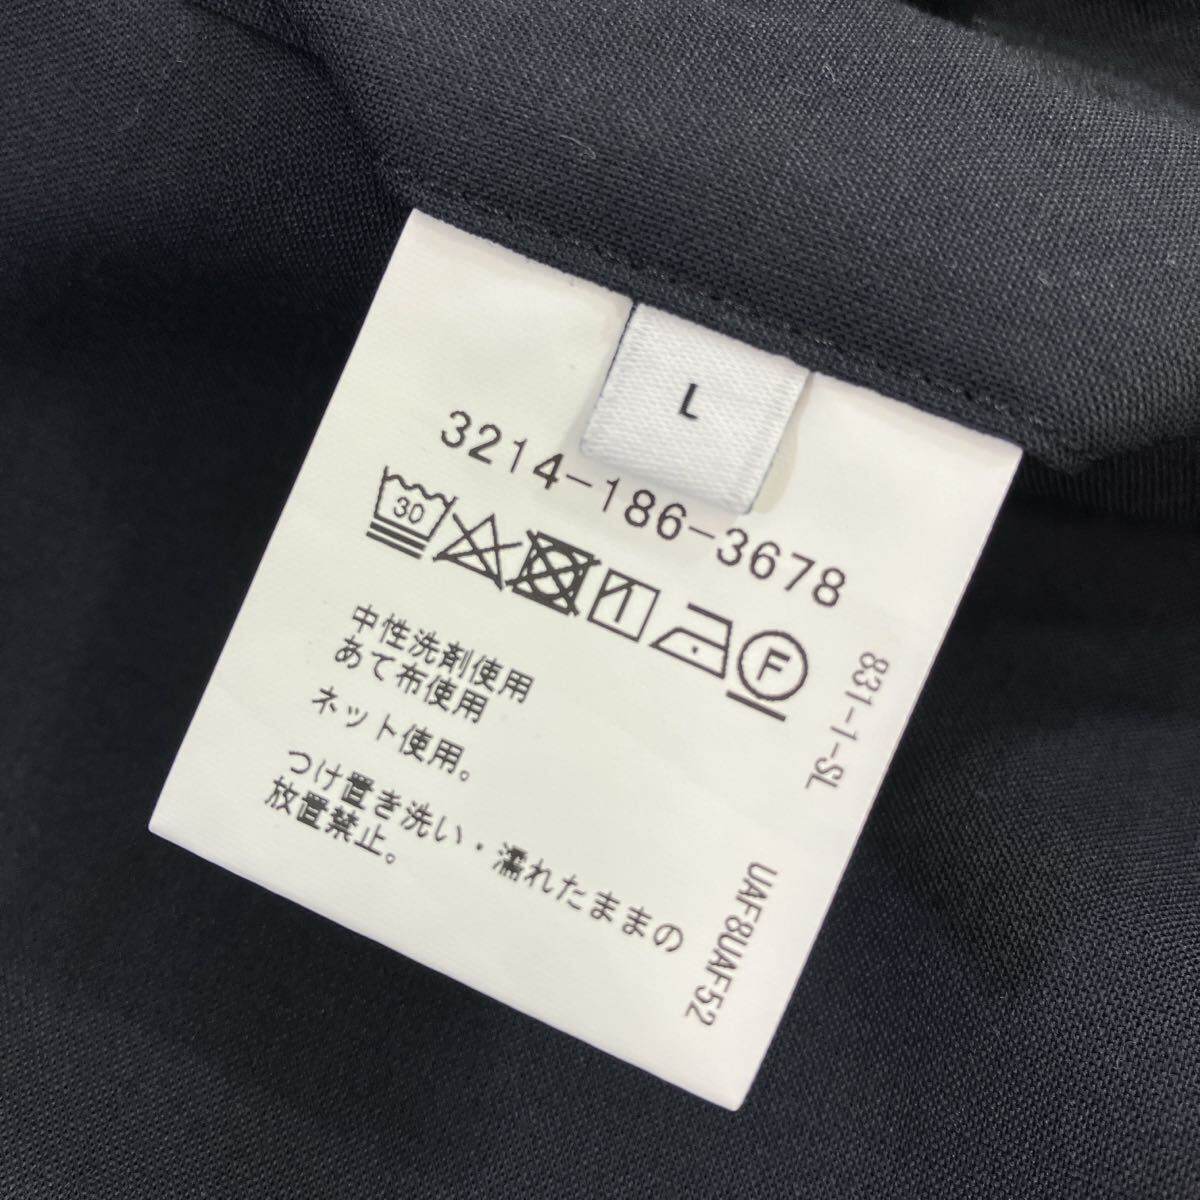 L
3214-186-3678
30
F
中性洗剤使用
あて布使用
ネット使用。
つけ置き洗い・濡れたままの
放置禁止。
831-1-SL
UAF8UAF52